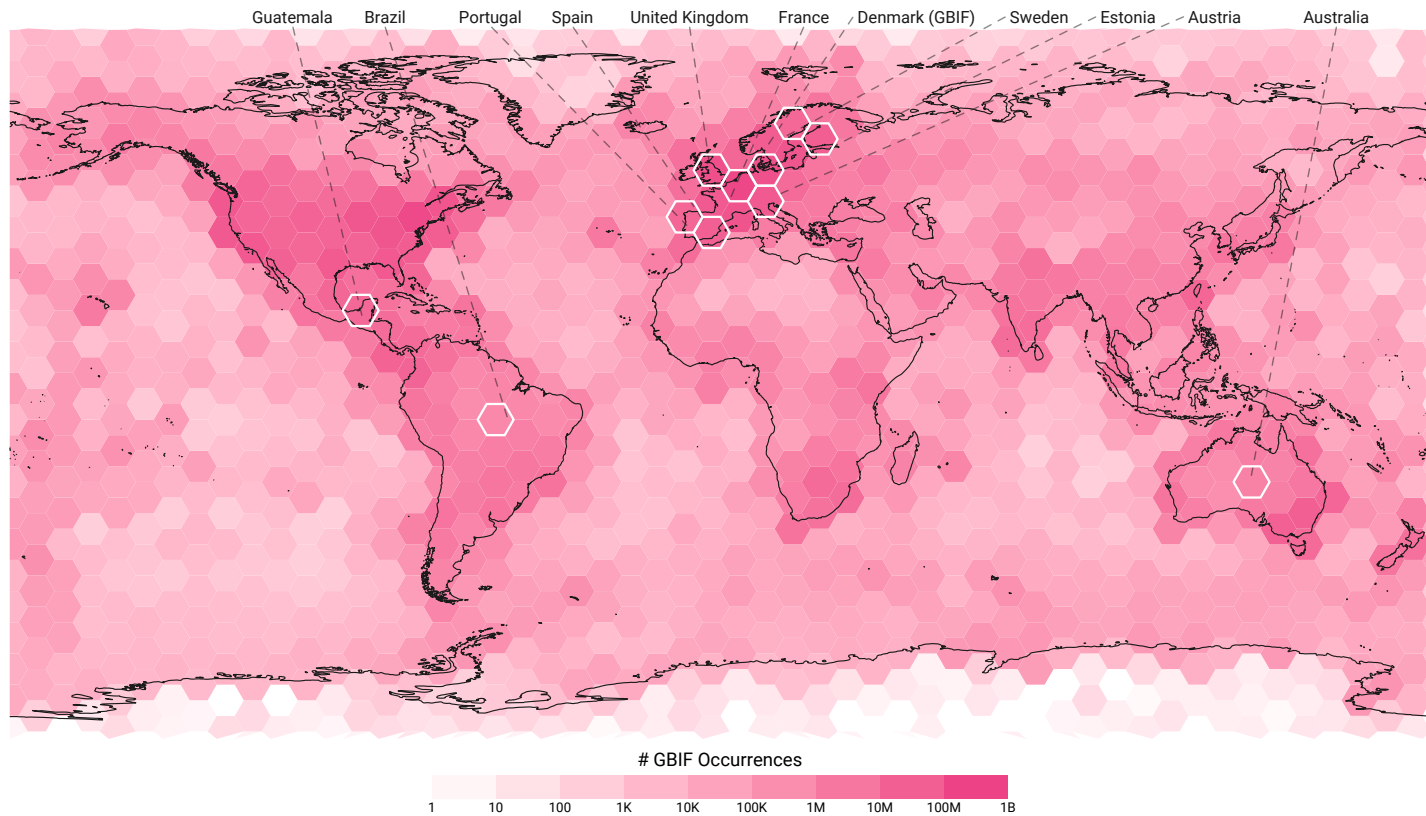 Guatemala Brazil Portugal Spain United Kingdom France Denmark (GBIF) Sweden Estonia Austria Australia
# GBIF Occurrences
1 10 100 1K 10K 100K 1M 10M 100M 1B